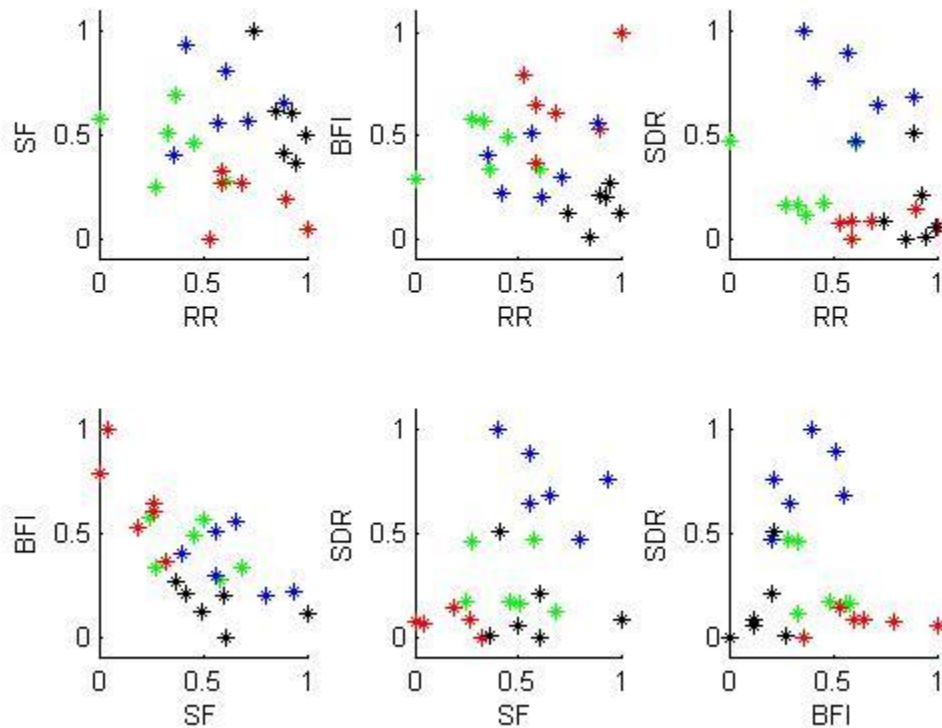 1 1 1
SF 0.5 BFI 0.5 SDR 0.5
0 0 0
0 0.5 1 0 0.5 1 0 0.5 1
RR RR RR
1 1 1
BFI 0.5 SDR 0.5 SDR 0.5
0 0 0
0 0.5 1 0 0.5 1 0 0.5 1
SF SF BFI